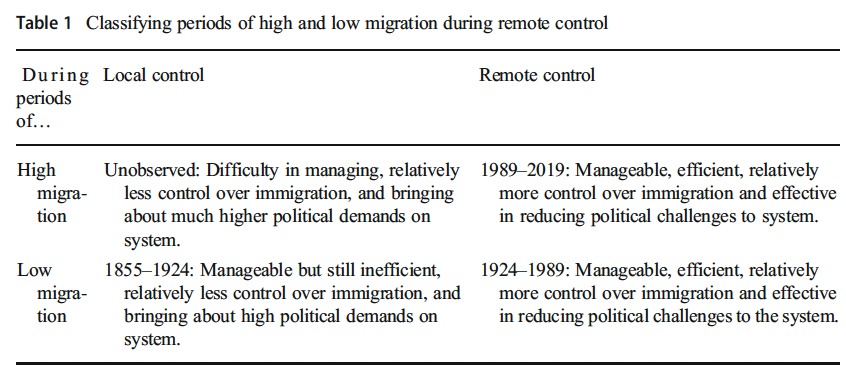 Table 1 Classifying periods of high and low migration during remote control
During periods of…
Local control
Remote control
High migra-
tion
Unobserved: Difficulty in managing, relatively
less control over immigration, and bringing
about much higher political demands on
system.
1989–2019: Manageable, efficient, relatively
more control over immigration and effective
in reducing political challenges to system.
Low
migra-
tion
1855–1924: Manageable but still inefficient,
relatively less control over immigration, and
bringing about high political demands on
system.
1924–1989: Manageable, efficient, relatively
more control over immigration and effective
in reducing political challenges to the system.